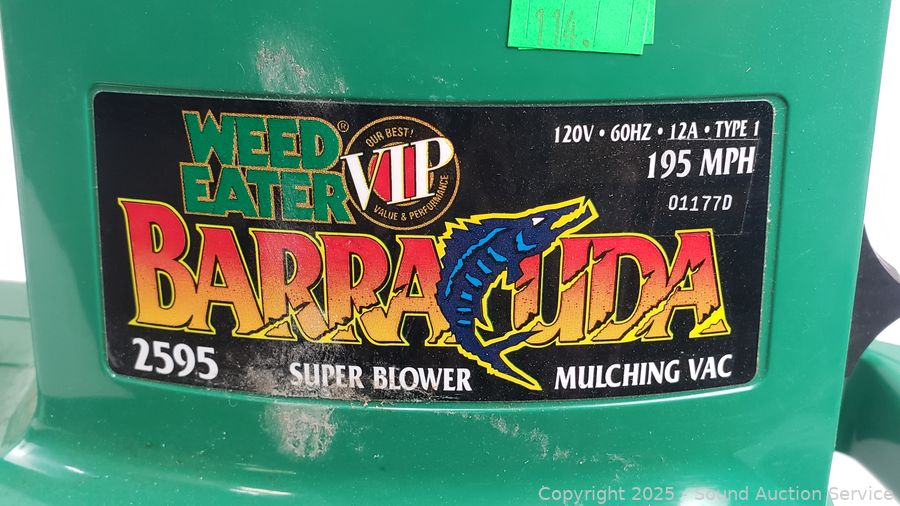 114.
WEED EATER®
OUR BEST!
VIP
VALUE & PERFORMANCE
120V • 60HZ • 12A • TYPE 1
195 MPH
01177D
BARRACUDA
2595
SUPER BLOWER
MULCHING VAC
Copyright 2025 - Sound Auction Service